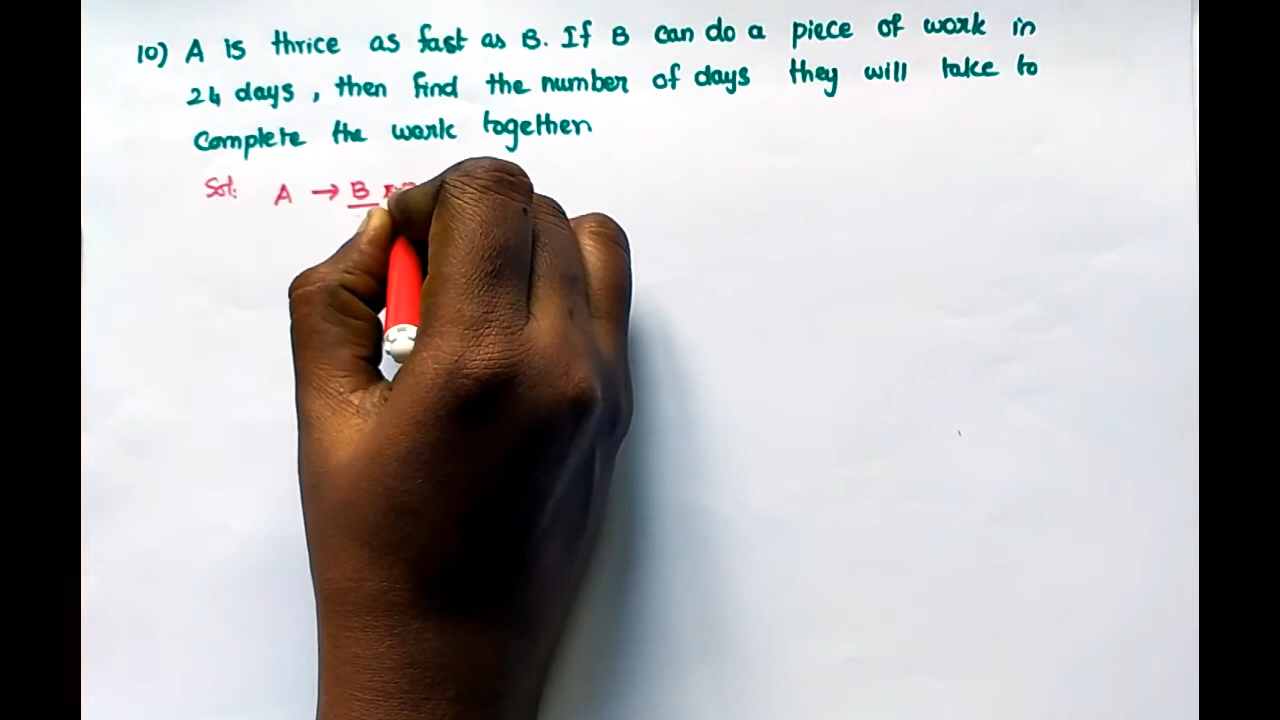 10) A is thrice as fast as B. If B can do a piece of work in
24 days, then find the number of days they will take to
Complete the work together
Sol: A → B